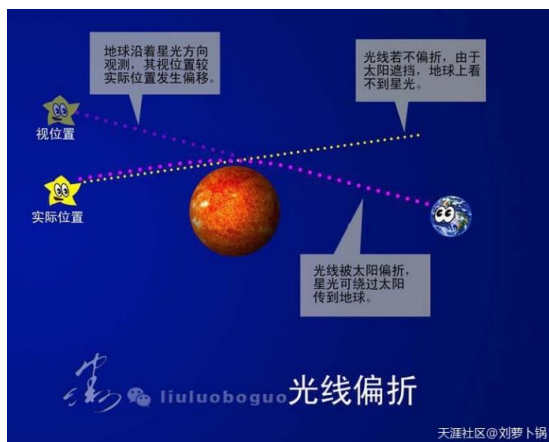 地球沿着星光方向
观测，其视位置较
实际位置发生偏移。
光线若不偏折，由于
太阳遮挡，地球上看
不到星光。
视位置
实际位置
光线被太阳偏折，
星光可绕过太阳
传到地球。
liuluoboguo
光线偏折
天涯社区@刘萝卜锅